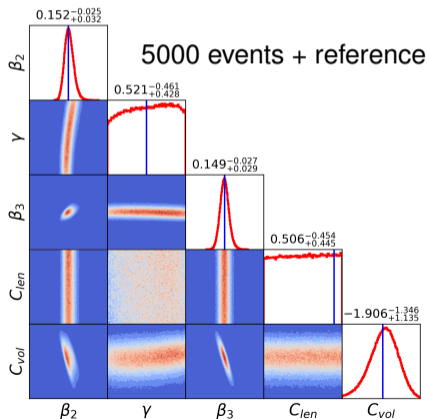 0.152−0.025+0.032
5000 events + reference
β2
0.521−0.461+0.428
γ
0.149−0.027+0.029
β3
0.506−0.454+0.445
Clen
−1.906−1.346+1.135
Cvol
β2 γ β3 Clen Cvol